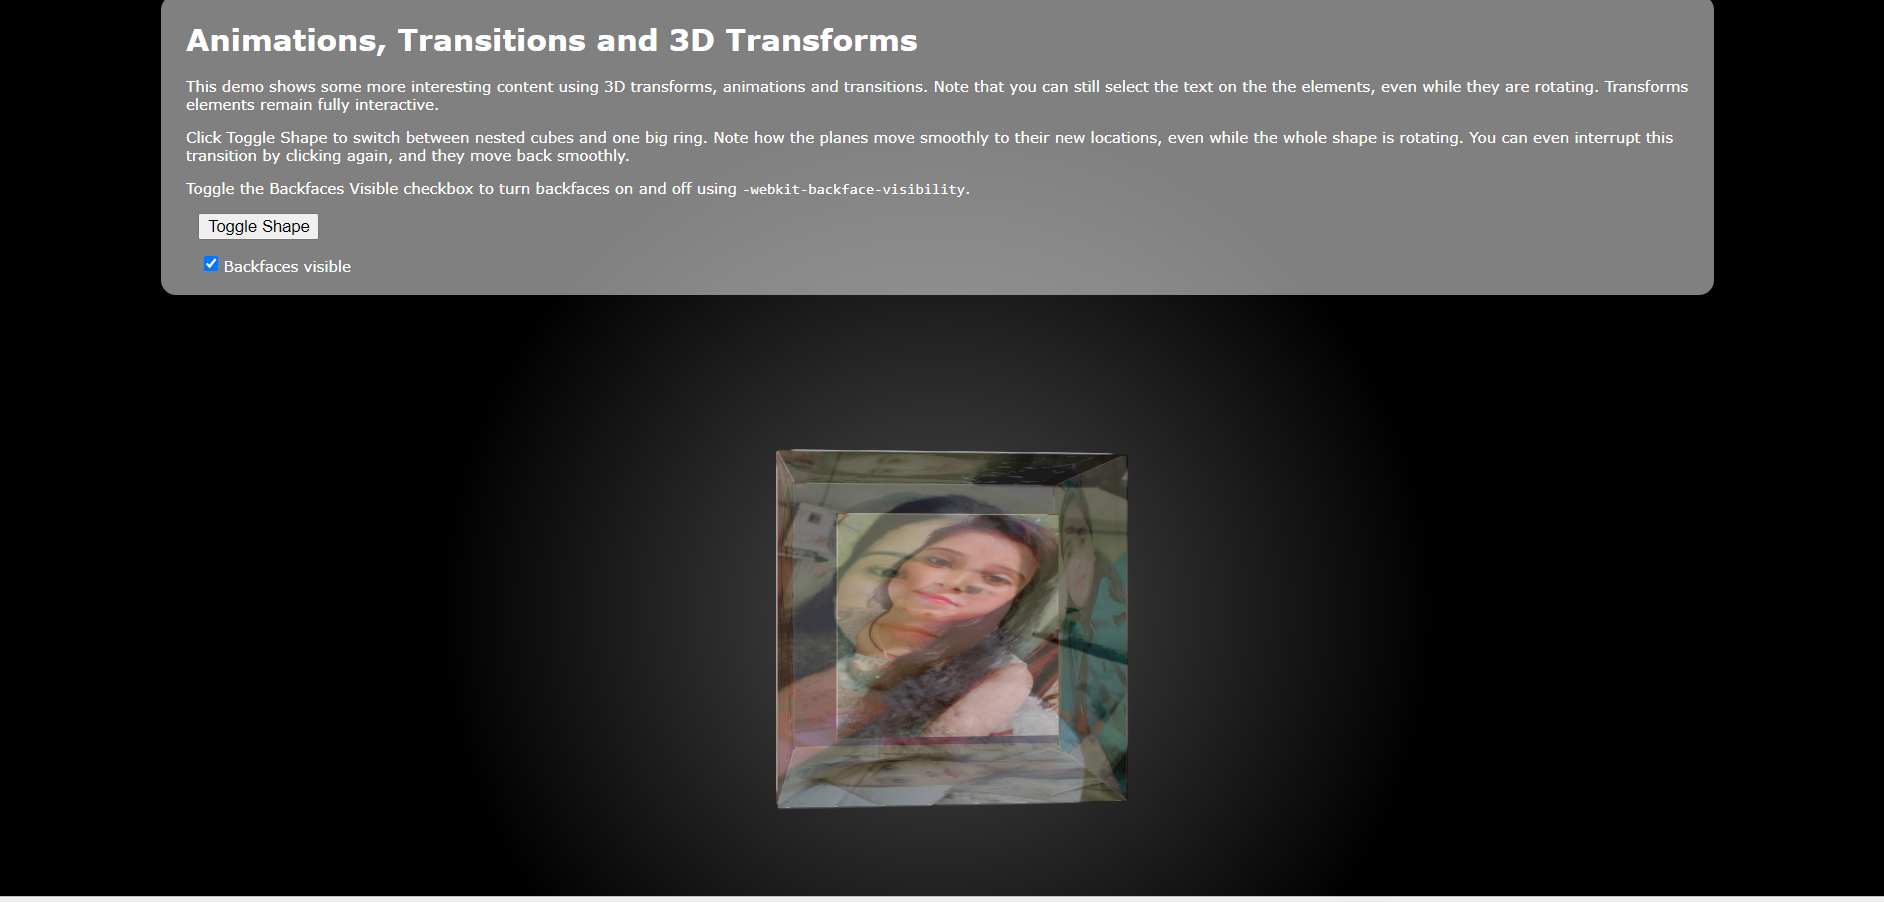 Animations, Transitions and 3D Transforms
This demo shows some more interesting content using 3D transforms, animations and transitions. Note that you can still select the text on the the elements, even while they are rotating. Transforms
elements remain fully interactive.
Click Toggle Shape to switch between nested cubes and one big ring. Note how the planes move smoothly to their new locations, even while the whole shape is rotating. You can even interrupt this
transition by clicking again, and they move back smoothly.
Toggle the Backfaces Visible checkbox to turn backfaces on and off using -webkit-backface-visibility.
Toggle Shape
Backfaces visible